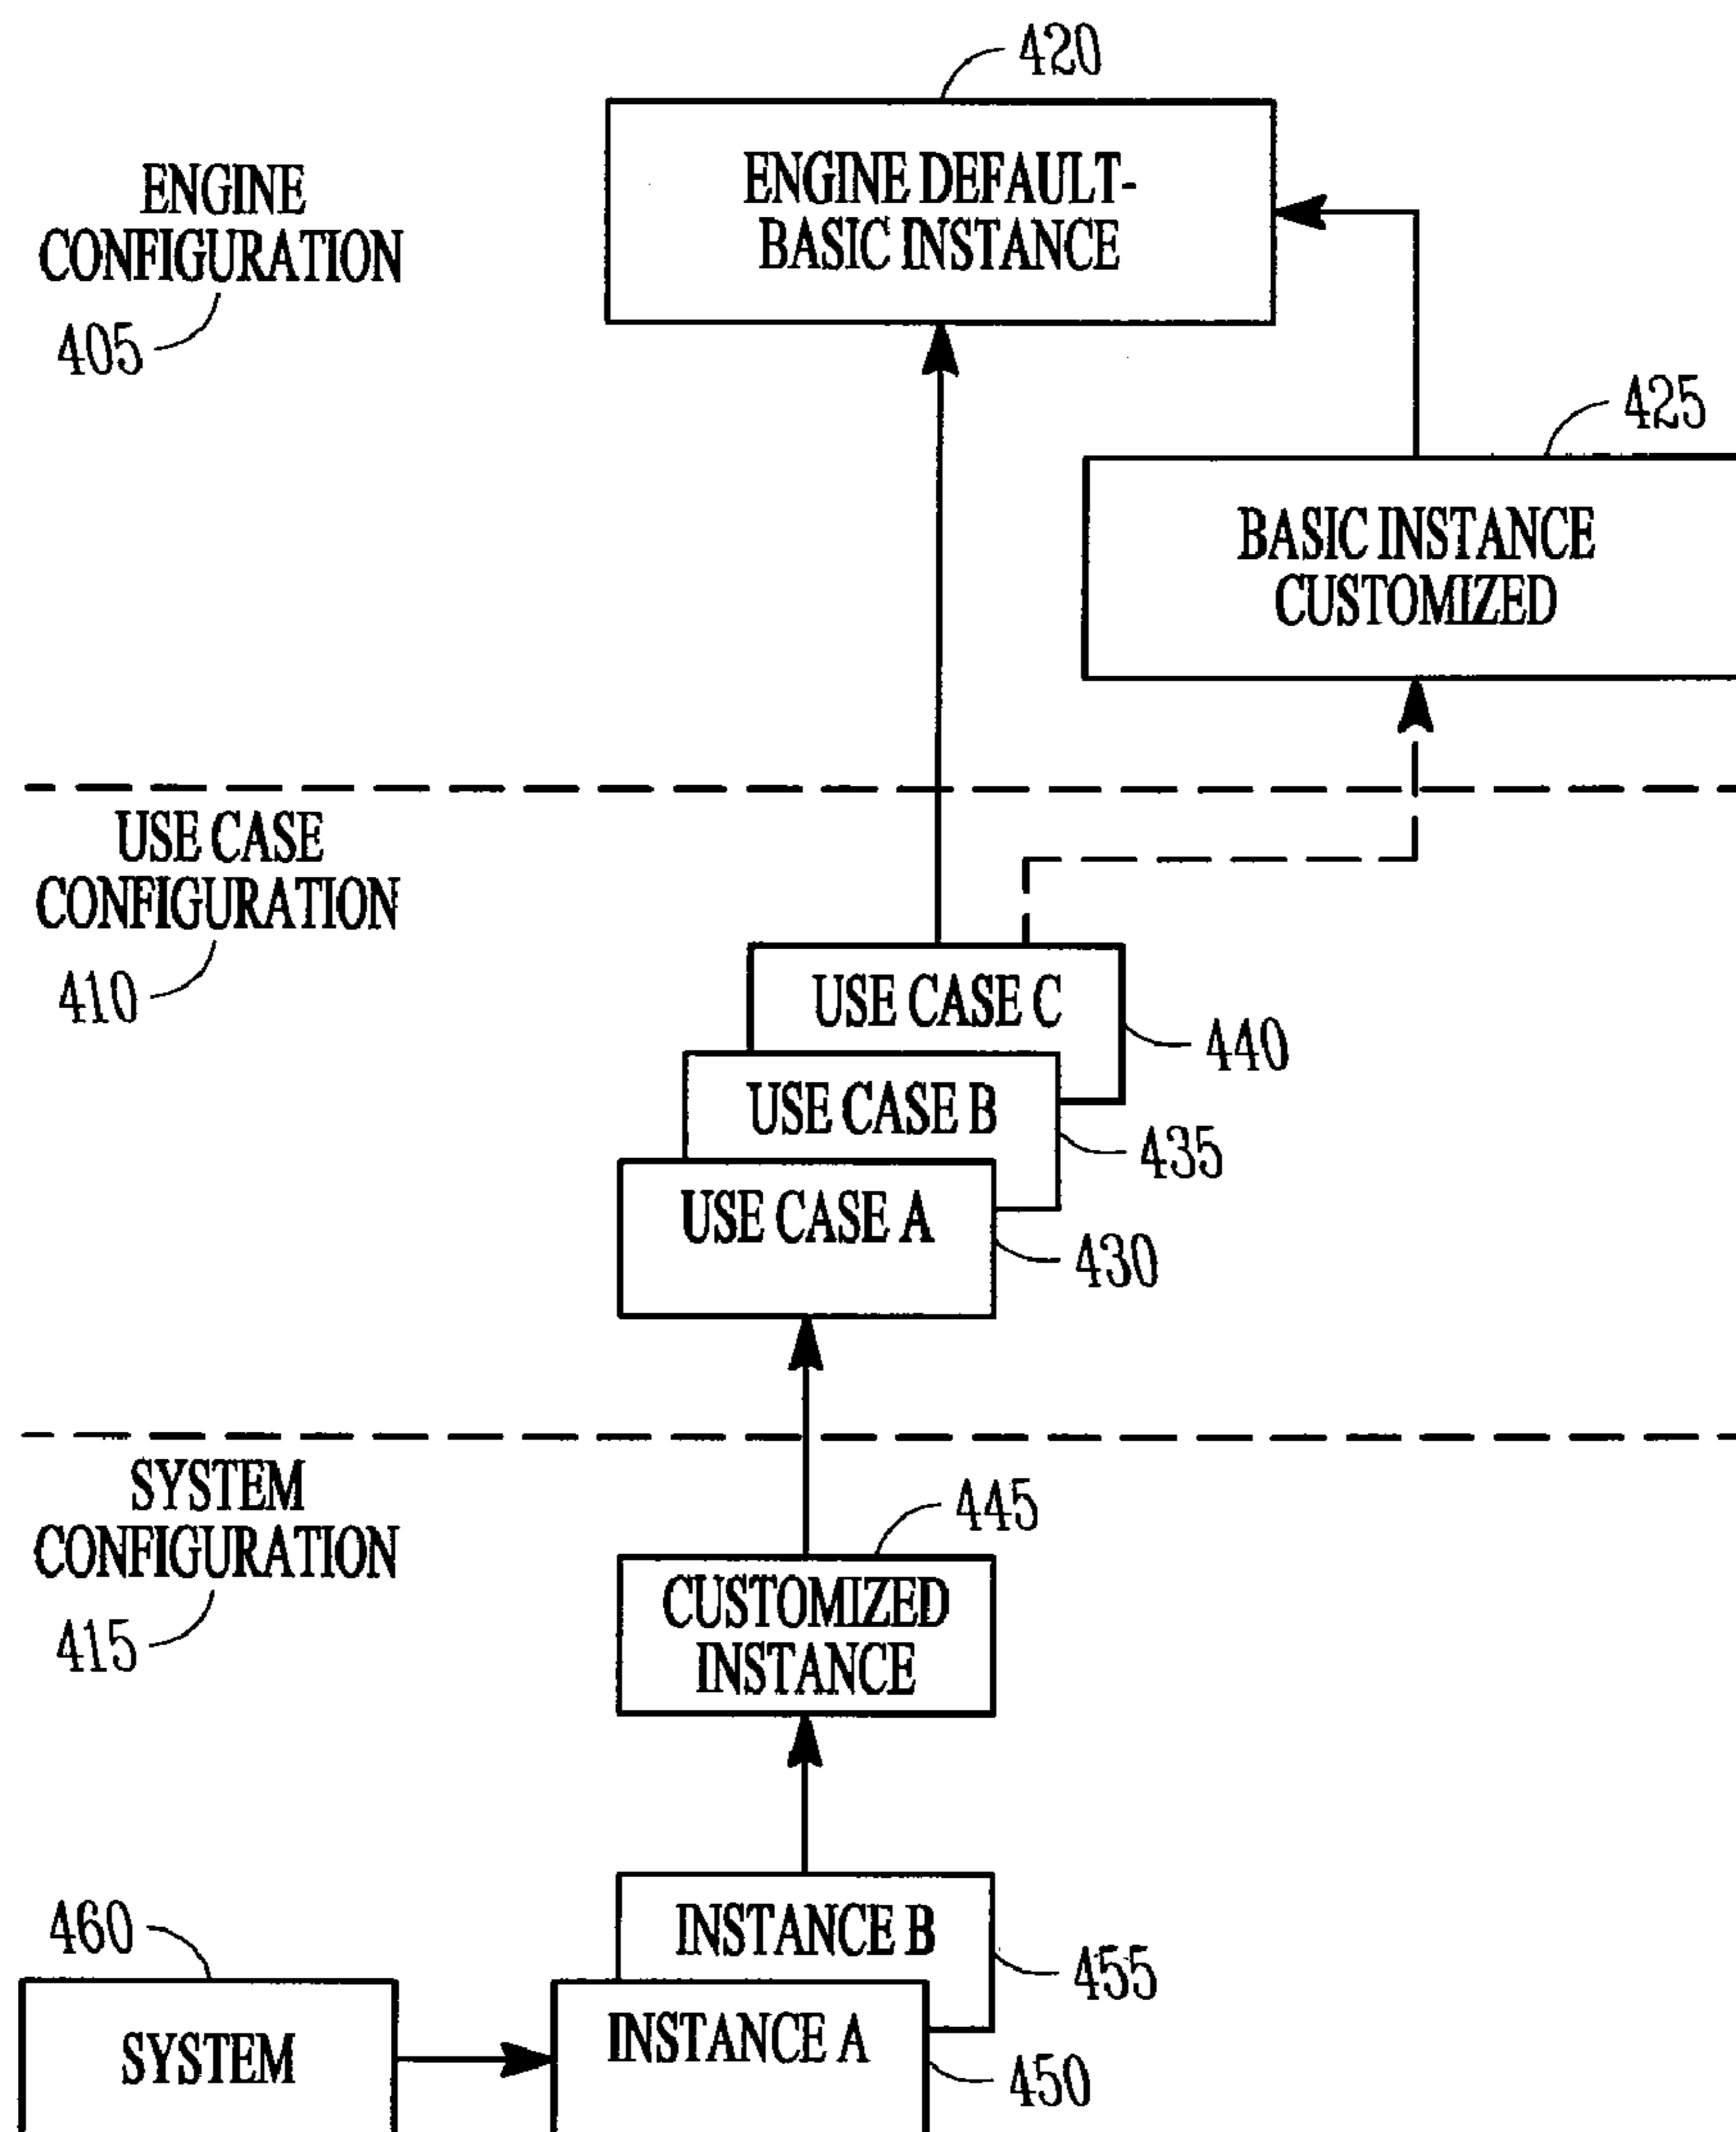 420
ENGINE
CONFIGURATION
405
ENGINE DEFAULT-
BASIC INSTANCE
425
BASIC INSTANCE
CUSTOMIZED
USE CASE
CONFIGURATION
410
USE CASE C
440
USE CASE B
435
USE CASE A
430
SYSTEM
CONFIGURATION
415
445
CUSTOMIZED
INSTANCE
460
INSTANCE B
455
SYSTEM
INSTANCE A
450